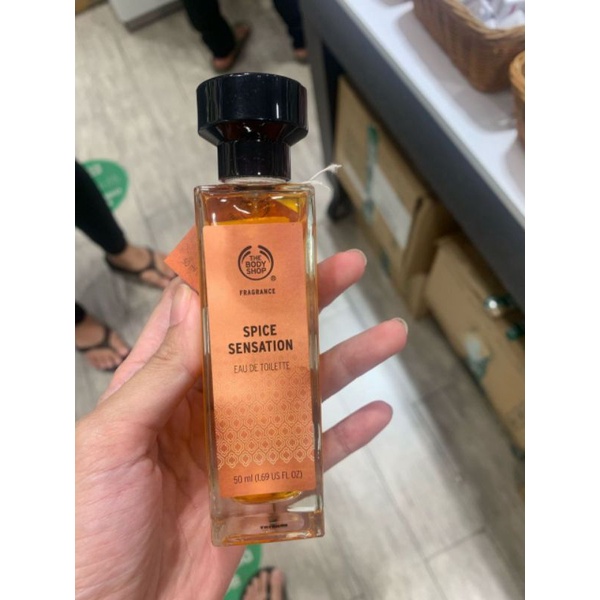 THE
BODY
SHOP
®
FRAGRANCE
SPICE
SENSATION
EAU DE TOILETTE
50 ml (1.69 US FL OZ)